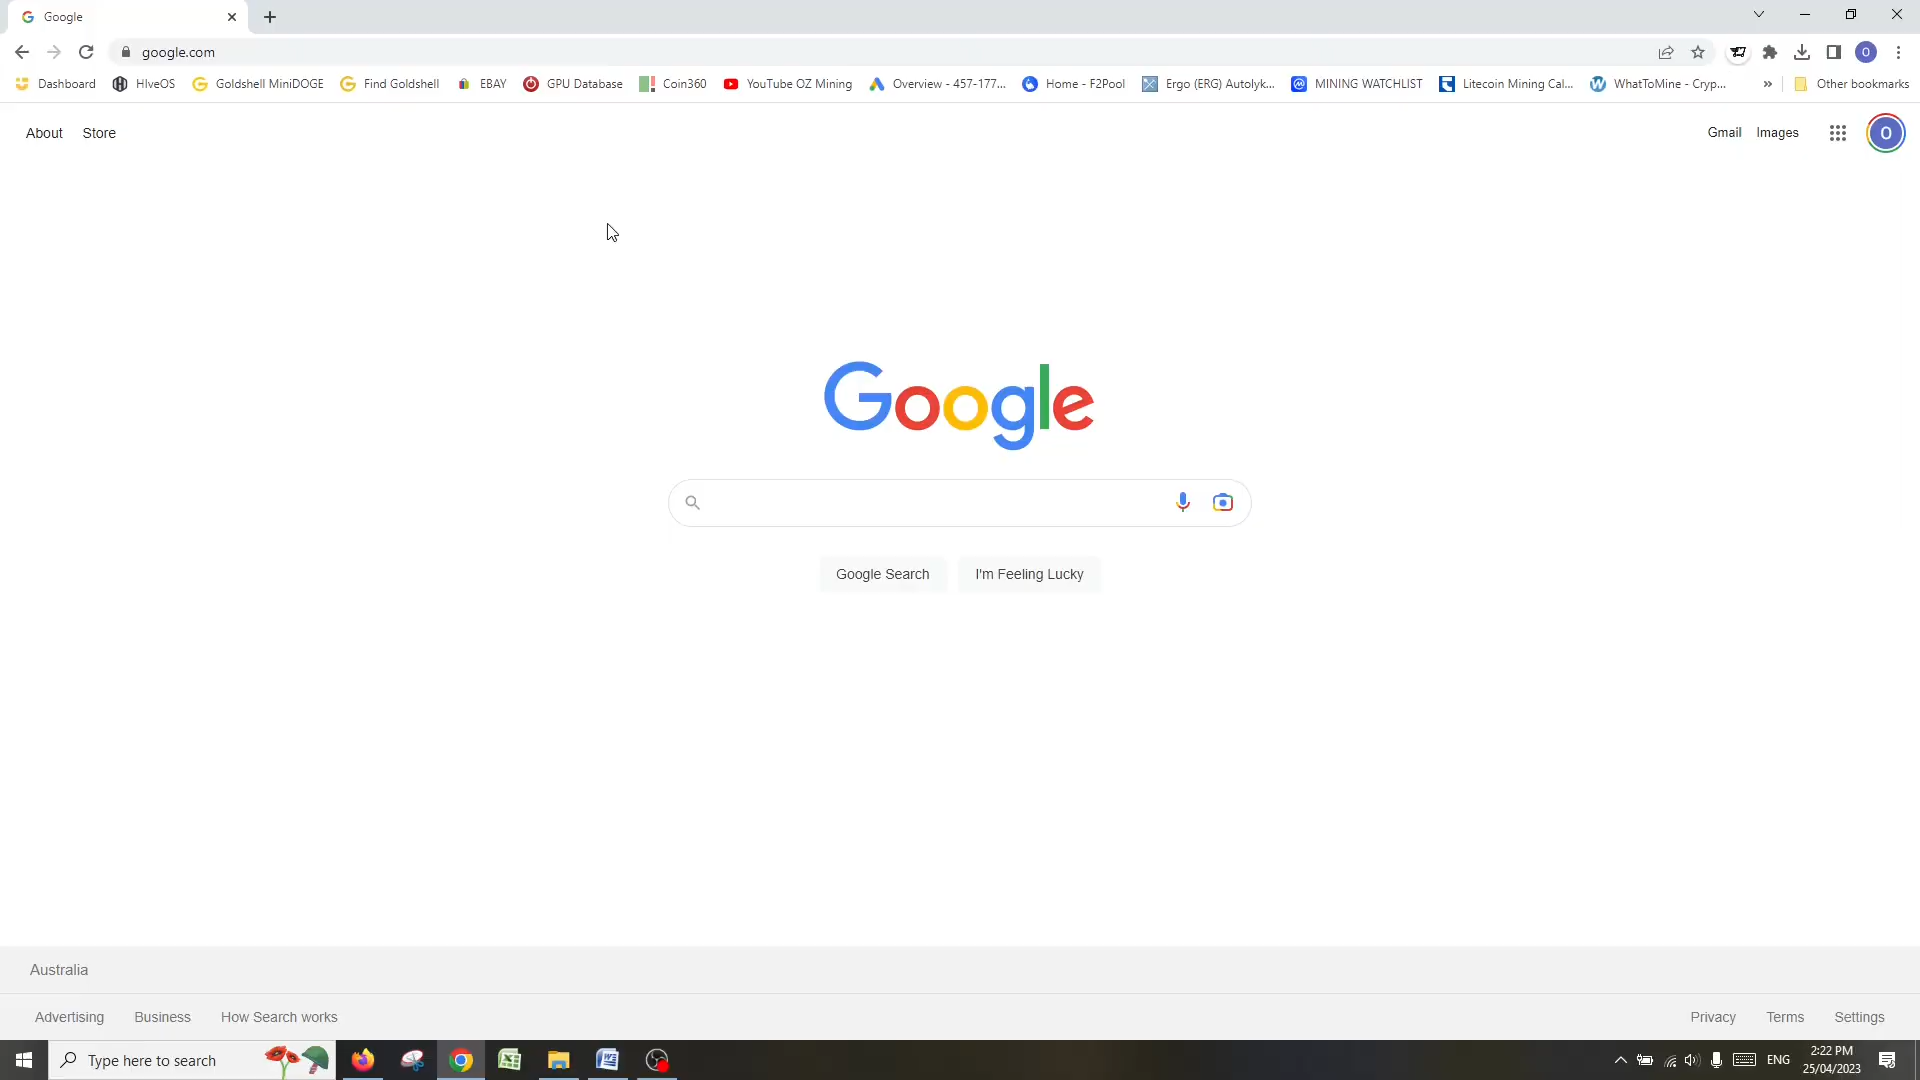 Google
google.com
Dashboard HIveOS Goldshell MiniDOGE Find Goldshell EBAY GPU Database Coin360 YouTube OZ Mining Overview - 457-177... Home - F2Pool Ergo (ERG) Autolyk... MINING WATCHLIST Litecoin Mining Cal... WhatToMine - Cryp... » Other bookmarks
About Store Gmail Images O
Google
Google Search I'm Feeling Lucky
Australia
Advertising Business How Search works Privacy Terms Settings
Type here to search ENG 2:22 PM
25/04/2023